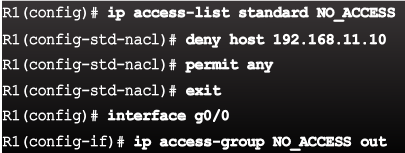 R1(config)# ip access-list standard NO_ACCESS
R1(config-std-nacl)# deny host 192.168.11.10
R1(config-std-nacl)# permit any
R1(config-std-nacl)# exit
R1(config)# interface g0/0
R1(config-if)# ip access-group NO_ACCESS out